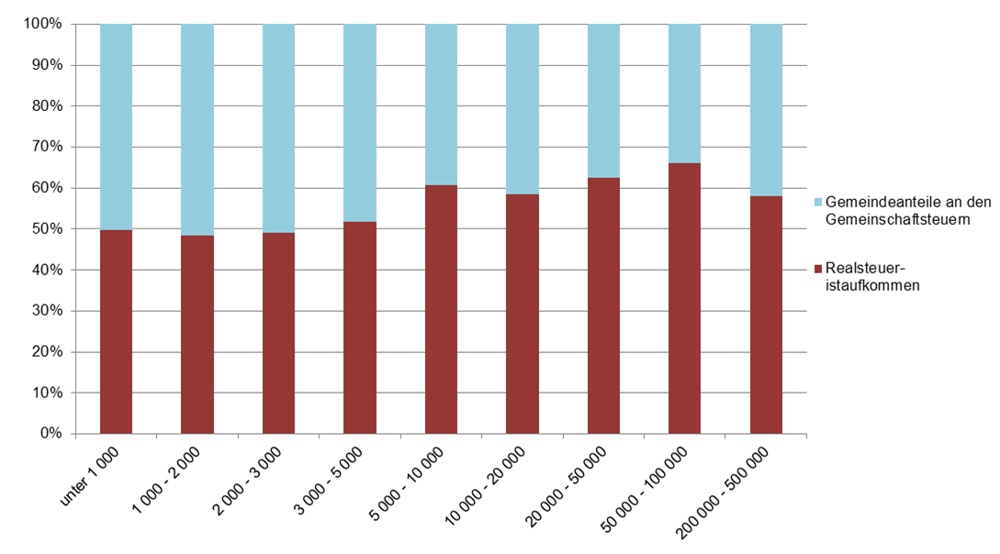 100%
90%
80%
70%
60%
50%
40%
30%
20%
10%
0%
unter 1 000
1 000 - 2 000
2 000 - 3 000
3 000 - 5 000
5 000 - 10 000
10 000 - 20 000
20 000 - 50 000
50 000 - 100 000
200 000 - 500 000
Gemeindeanteile an den
Gemeinschaftsteuern
Realsteuer-
istaufkommen